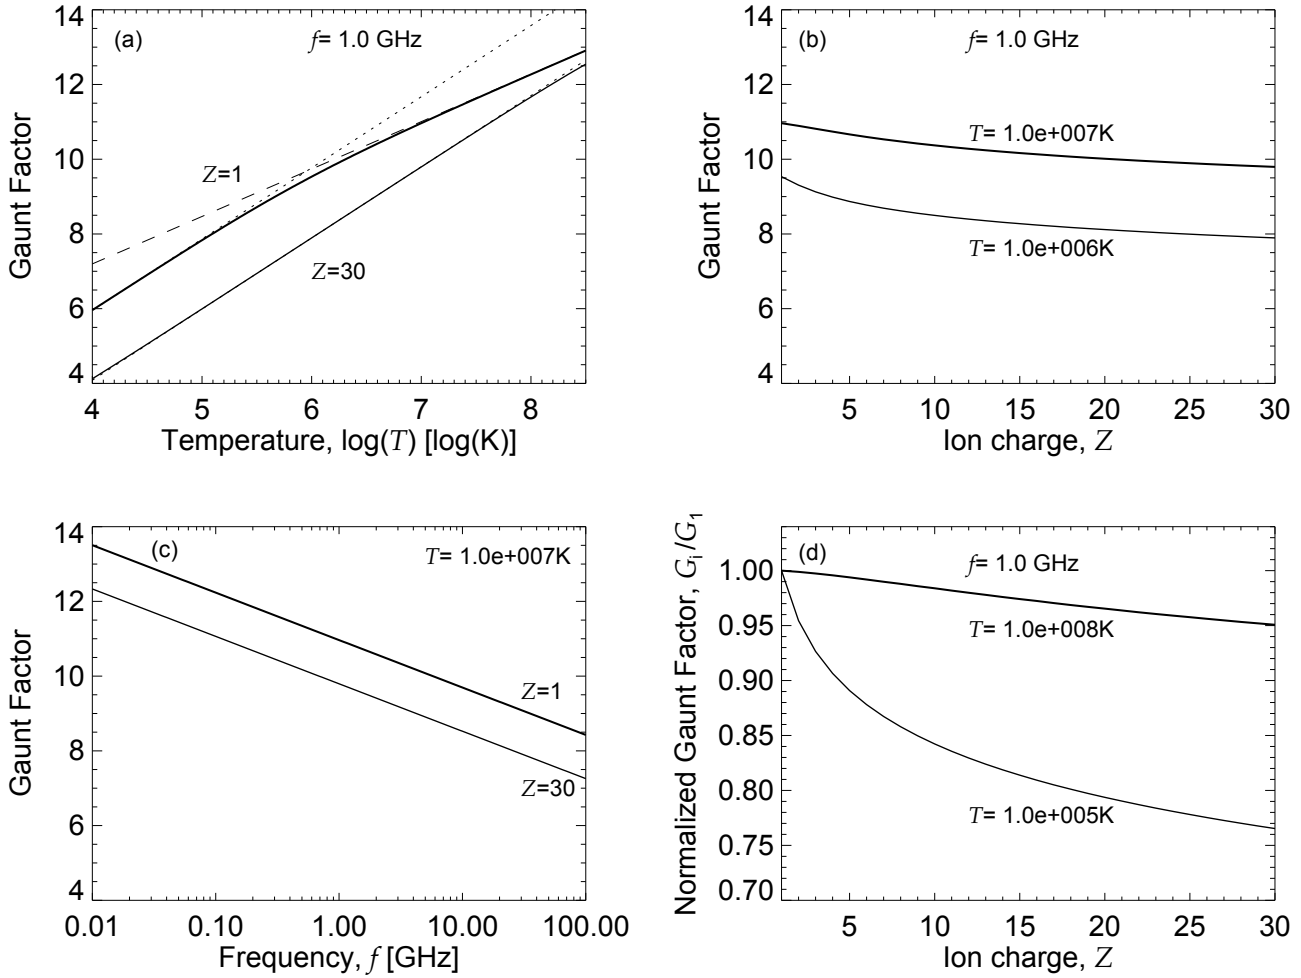 (a)
f= 1.0 GHz
Z=1
Z=30
14
12
10
8
6
4
Gaunt Factor
4 5 6 7 8
Temperature, log(T) [log(K)]
(b)
f= 1.0 GHz
T= 1.0e+007K
T= 1.0e+006K
14
12
10
8
6
4
Gaunt Factor
5 10 15 20 25 30
Ion charge, Z
(c)
T= 1.0e+007K
Z=1
Z=30
14
12
10
8
6
4
Gaunt Factor
0.01 0.10 1.00 10.00 100.00
Frequency, f [GHz]
(d)
f= 1.0 GHz
T= 1.0e+008K
T= 1.0e+005K
1.00
0.95
0.90
0.85
0.80
0.75
0.70
Normalized Gaunt Factor, Gi/G1
5 10 15 20 25 30
Ion charge, Z